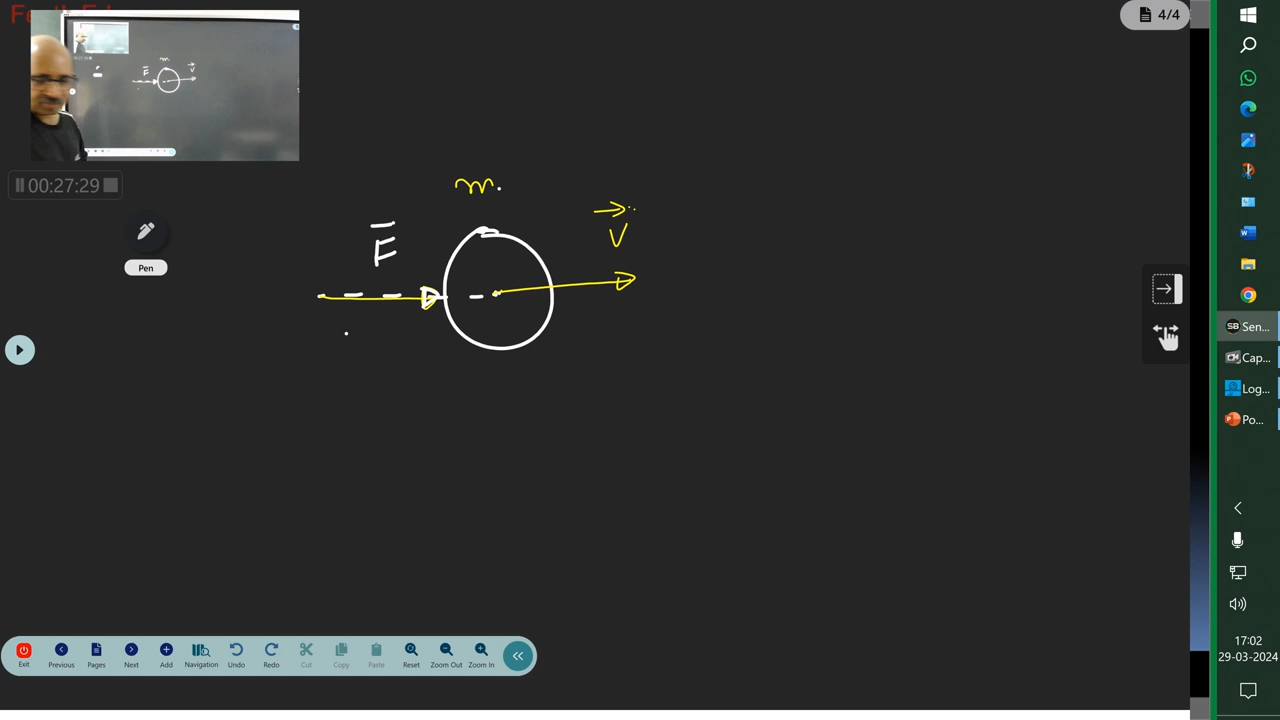 4/4
00:27:29
m
F
V
Pen
Sen...
Cap...
Log...
Po...
Exit
Previous
Pages
Next
Add
Navigation
Undo
Redo
Cut
Copy
Paste
Reset
Zoom Out
Zoom In
17:02
29-03-2024